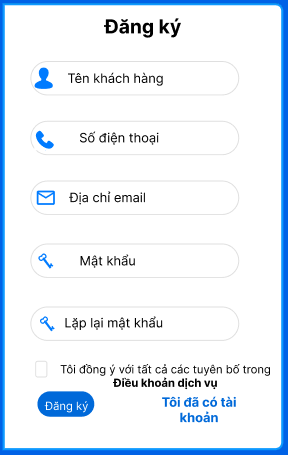 Đăng ký
Tên khách hàng
Số điện thoại
Địa chỉ email
Mật khẩu
Lặp lại mật khẩu
Tôi đồng ý với tất cả các tuyên bố trong
Điều khoản dịch vụ
Đăng ký
Tôi đã có tài
khoản